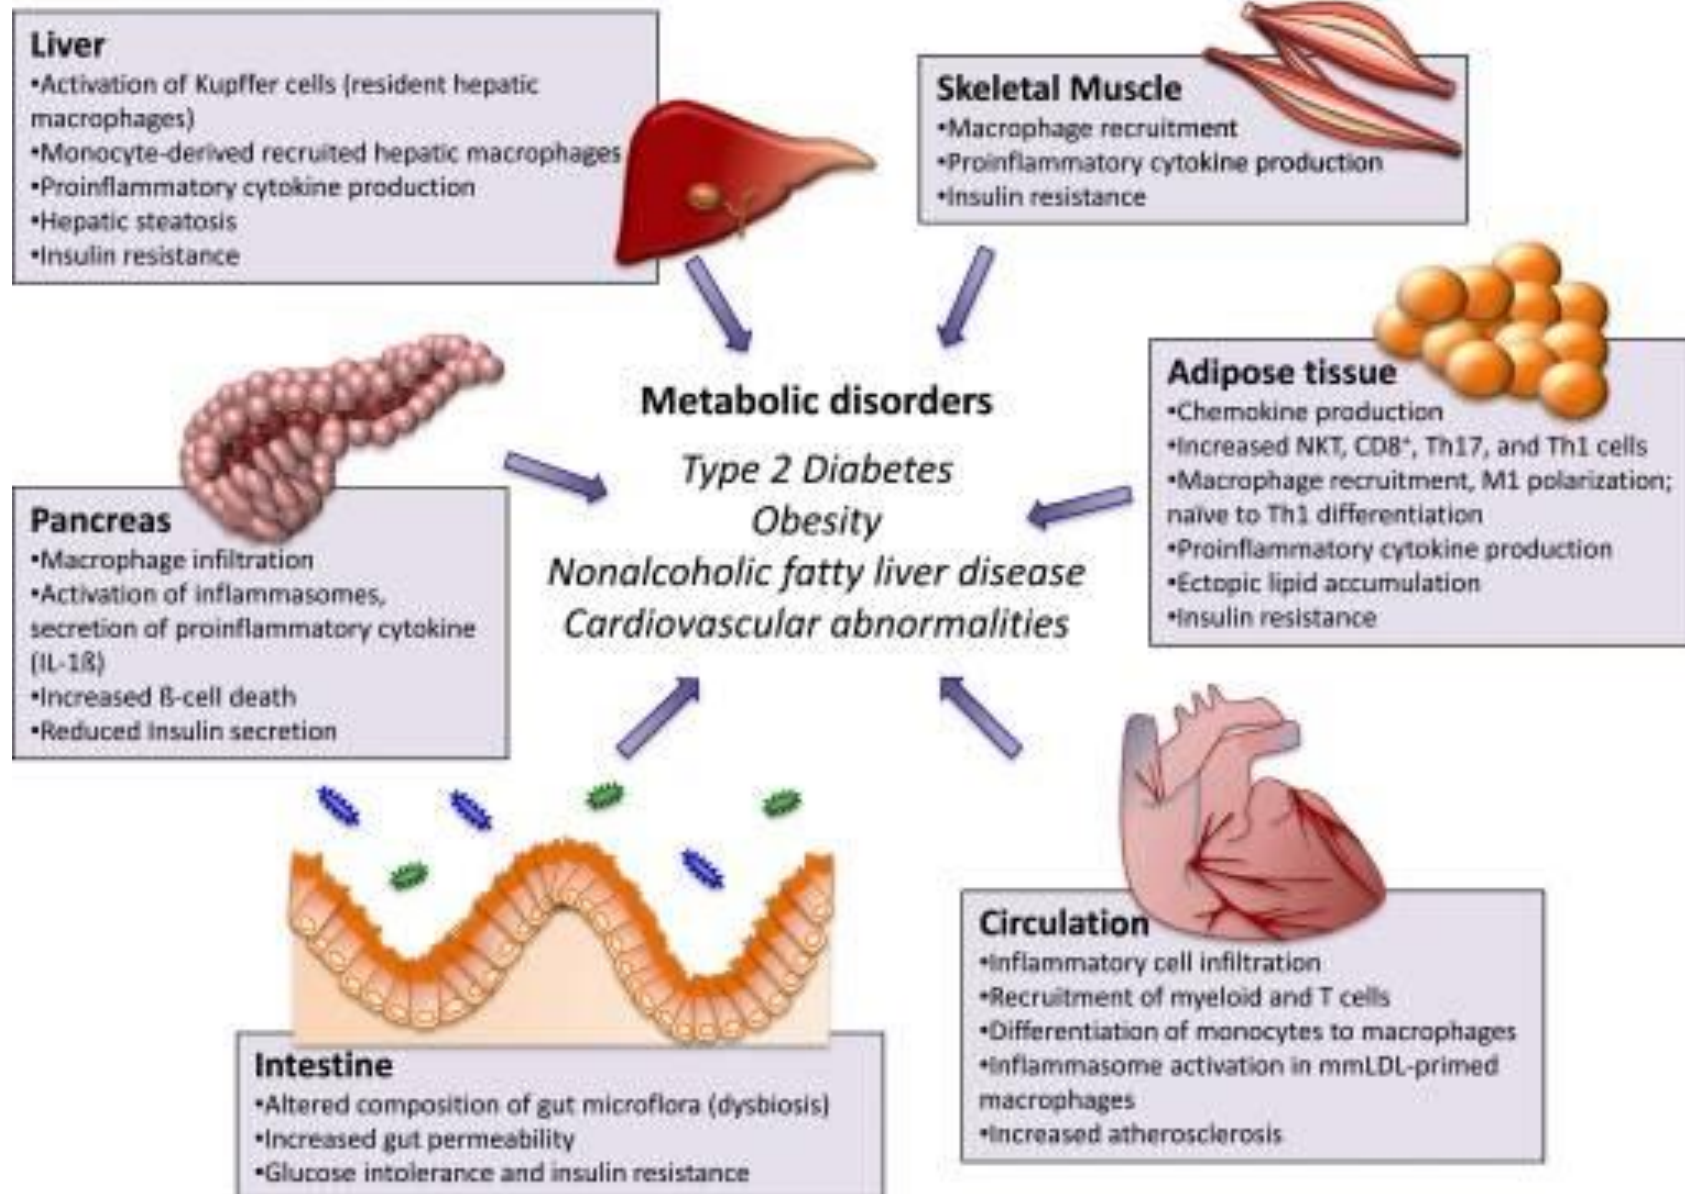 Liver
•Activation of Kupffer cells (resident hepatic
macrophages)
•Monocyte-derived recruited hepatic macrophages
•Proinflammatory cytokine production
•Hepatic steatosis
•Insulin resistance
Skeletal Muscle
•Macrophage recruitment
•Proinflammatory cytokine production
•Insulin resistance
Metabolic disorders
Type 2 Diabetes
Obesity
Nonalcoholic fatty liver disease
Cardiovascular abnormalities
Adipose tissue
•Chemokine production
•Increased NKT, CD8⁺, Th17, and Th1 cells
•Macrophage recruitment, M1 polarization;
naïve to Th1 differentiation
•Proinflammatory cytokine production
•Ectopic lipid accumulation
•Insulin resistance
Pancreas
•Macrophage infiltration
•Activation of inflammasomes,
secretion of proinflammatory cytokine
(IL-1ß)
•Increased ß-cell death
•Reduced Insulin secretion
Circulation
•Inflammatory cell infiltration
•Recruitment of myeloid and T cells
•Differentiation of monocytes to macrophages
•Inflammasome activation in mmLDL-primed
macrophages
•Increased atherosclerosis
Intestine
•Altered composition of gut microflora (dysbiosis)
•Increased gut permeability
•Glucose intolerance and insulin resistance